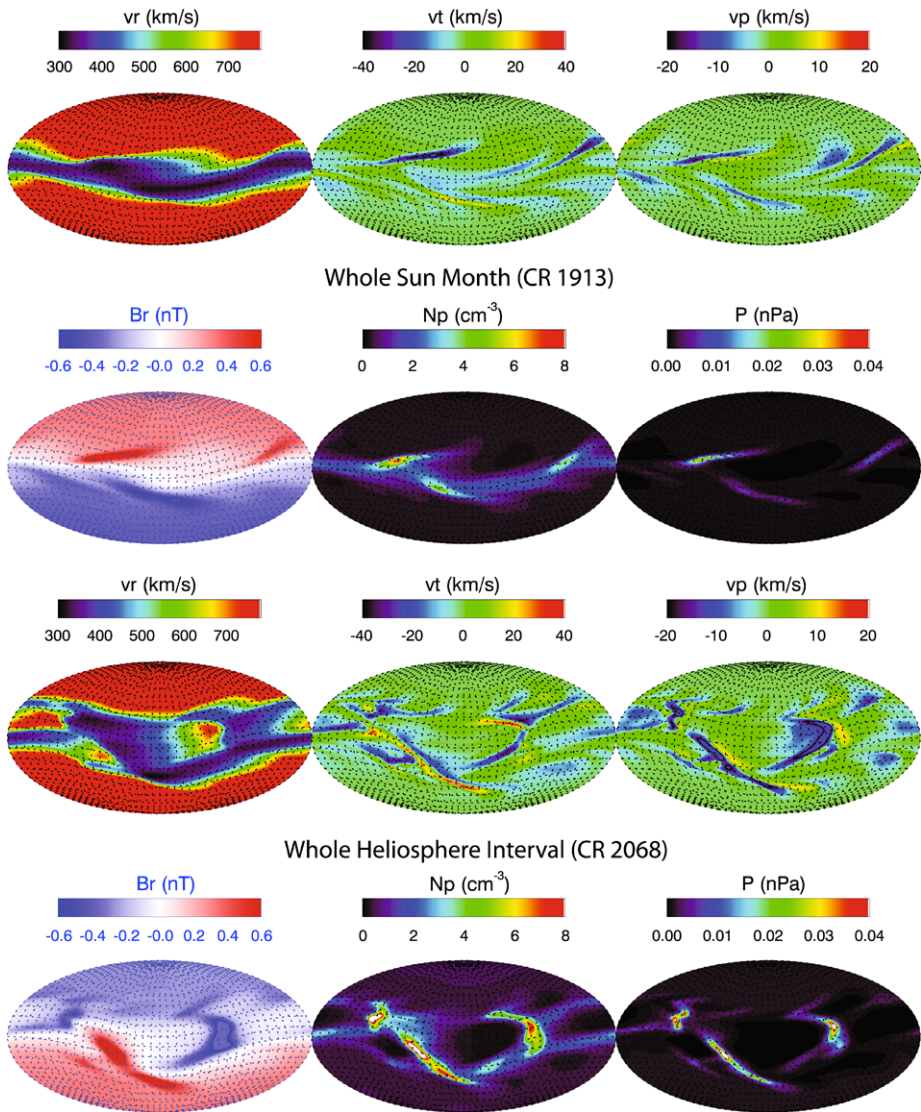 vr (km/s) vt (km/s) vp (km/s)
300 400 500 600 700 -40 -20 0 20 40 -20 -10 0 10 20
Whole Sun Month (CR 1913)
Br (nT) Np (cm⁻³) P (nPa)
-0.6 -0.4 -0.2 -0.0 0.2 0.4 0.6 0 2 4 6 8 0.00 0.01 0.02 0.03 0.04
vr (km/s) vt (km/s) vp (km/s)
300 400 500 600 700 -40 -20 0 20 40 -20 -10 0 10 20
Whole Heliosphere Interval (CR 2068)
Br (nT) Np (cm⁻³) P (nPa)
-0.6 -0.4 -0.2 -0.0 0.2 0.4 0.6 0 2 4 6 8 0.00 0.01 0.02 0.03 0.04